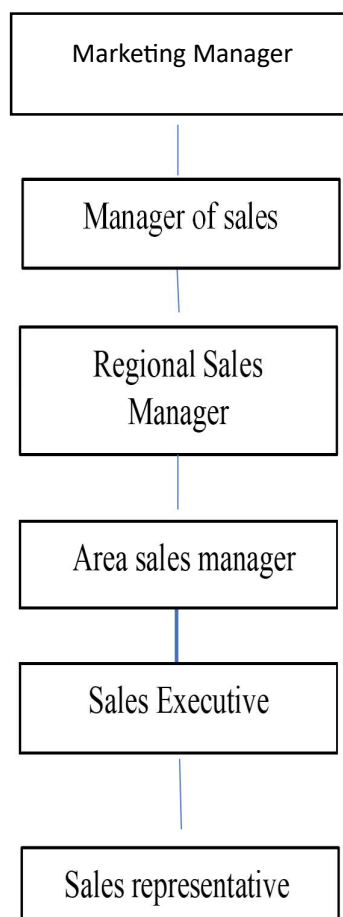 Marketing Manager
Manager of sales
Regional Sales
Manager
Area sales manager
Sales Executive
Sales representative